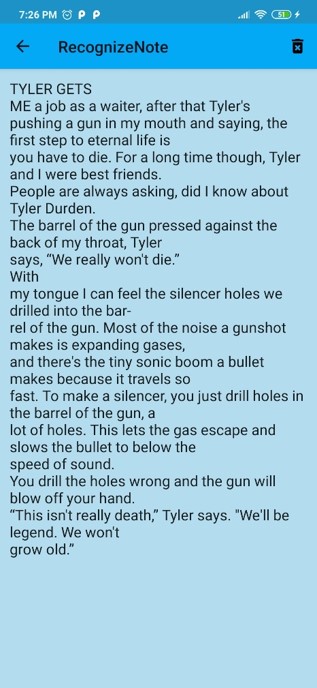 7:26 PM
51
RecognizeNote
TYLER GETS
ME a job as a waiter, after that Tyler's
pushing a gun in my mouth and saying, the
first step to eternal life is
you have to die. For a long time though, Tyler
and I were best friends.
People are always asking, did I know about
Tyler Durden.
The barrel of the gun pressed against the
back of my throat, Tyler
says, “We really won't die.”
With
my tongue I can feel the silencer holes we
drilled into the bar-
rel of the gun. Most of the noise a gunshot
makes is expanding gases,
and there's the tiny sonic boom a bullet
makes because it travels so
fast. To make a silencer, you just drill holes in
the barrel of the gun, a
lot of holes. This lets the gas escape and
slows the bullet to below the
speed of sound.
You drill the holes wrong and the gun will
blow off your hand.
“This isn't really death,” Tyler says. "We'll be
legend. We won't
grow old.”